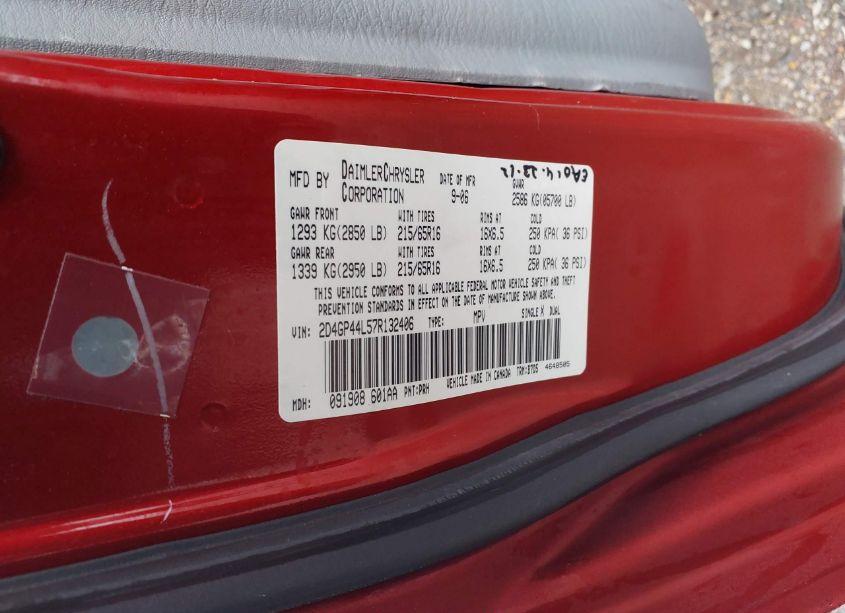 MFD BY DAIMLERCHRYSLER CORPORATION DATE OF MFR 9-06 GVWR 2586 KG(05700 LB)
GAWR FRONT WITH TIRES RIMS AT COLD
1293 KG(2850 LB) 215/65R16 16X6.5 250 KPA( 36 PSI)
GAWR REAR WITH TIRES RIMS AT COLD
1339 KG(2950 LB) 215/65R16 16X6.5 250 KPA( 36 PSI)
THIS VEHICLE CONFORMS TO ALL APPLICABLE FEDERAL MOTOR VEHICLE SAFETY AND THEFT
PREVENTION STANDARDS IN EFFECT ON THE DATE OF MANUFACTURE SHOWN ABOVE.
VIN: 2D4GP44L57R132406 TYPE: MPV SINGLE X DUAL
MDH: 091908 601AA PNT:PRH VEHICLE MADE IN CANADA TRM:BTD5 4648505